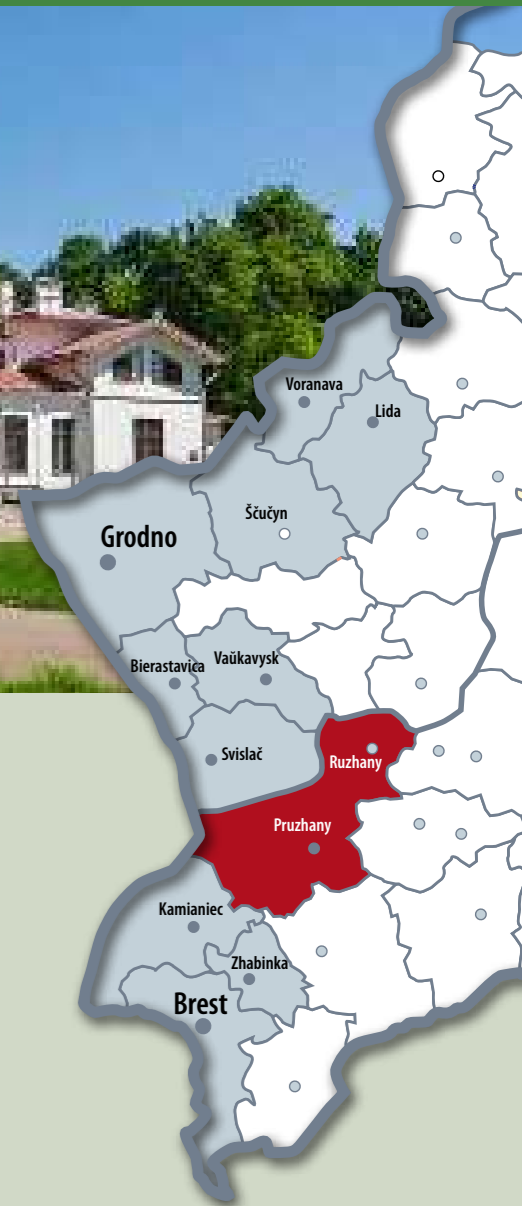 Voranava
Lida
Ščučyn
Grodno
Bierastavica
Vaŭkavysk
Svislač
Ruzhany
Pruzhany
Kamianiec
Zhabinka
Brest